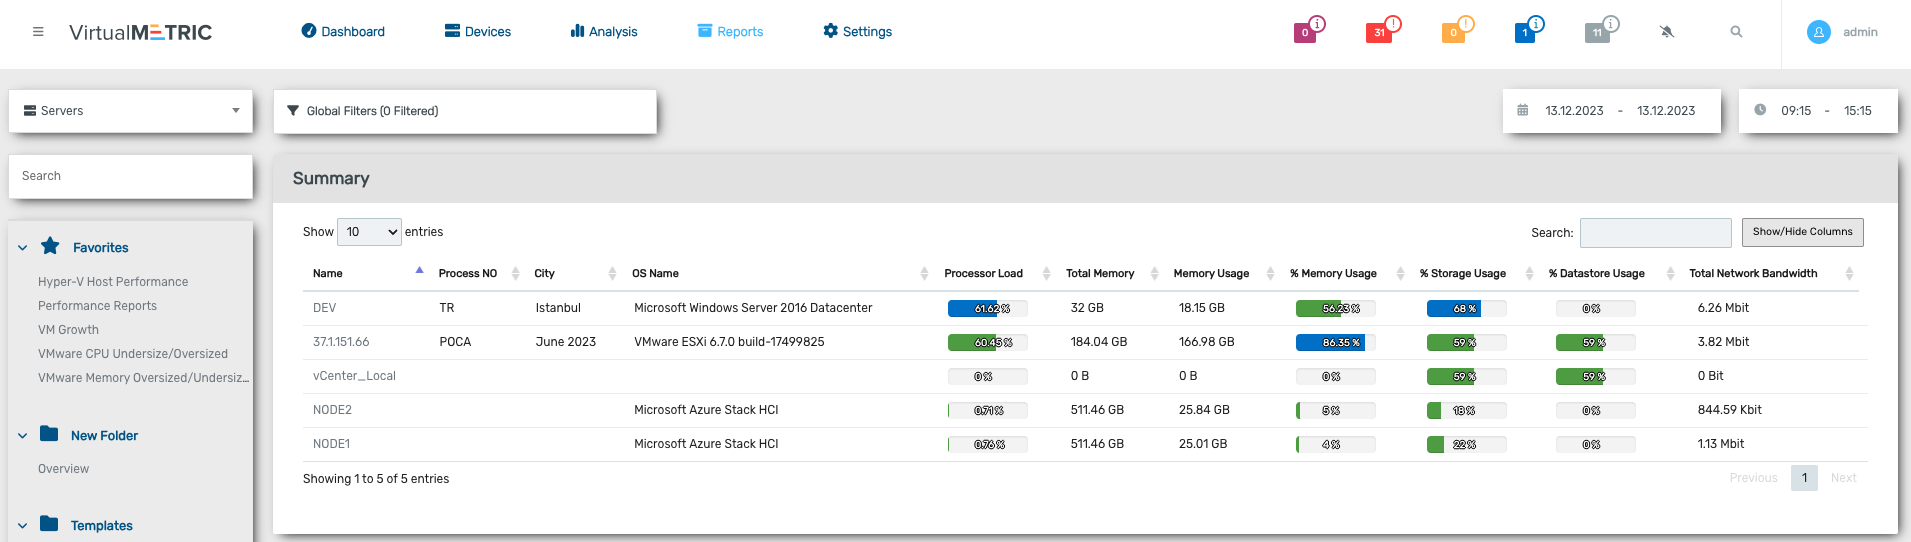 VirtualMETRIC
Dashboard
Devices
Analysis
Reports
Settings
0
31
0
1
11
admin
Servers
Global Filters (0 Filtered)
13.12.2023 - 13.12.2023
09:15 - 15:15
Search
Favorites
Hyper-V Host Performance
Performance Reports
VM Growth
VMware CPU Undersize/Oversized
VMware Memory Oversized/Undersiz...
New Folder
Overview
Templates
Summary
Show 10 entries
Search:
Show/Hide Columns
Name Process NO City OS Name Processor Load Total Memory Memory Usage % Memory Usage % Storage Usage % Datastore Usage Total Network Bandwidth
DEV TR Istanbul Microsoft Windows Server 2016 Datacenter 61.62 % 32 GB 18.15 GB 56.23 % 68 % 0 % 6.26 Mbit
37.1.151.66 POCA June 2023 VMware ESXi 6.7.0 build-17499825 60.45 % 184.04 GB 166.98 GB 86.35 % 59 % 59 % 3.82 Mbit
vCenter_Local 0 % 0 B 0 B 0 % 59 % 59 % 0 Bit
NODE2 Microsoft Azure Stack HCI 0.71 % 511.46 GB 25.84 GB 5 % 18 % 0 % 844.59 Kbit
NODE1 Microsoft Azure Stack HCI 0.76 % 511.46 GB 25.01 GB 4 % 22 % 0 % 1.13 Mbit
Showing 1 to 5 of 5 entries
Previous 1 Next